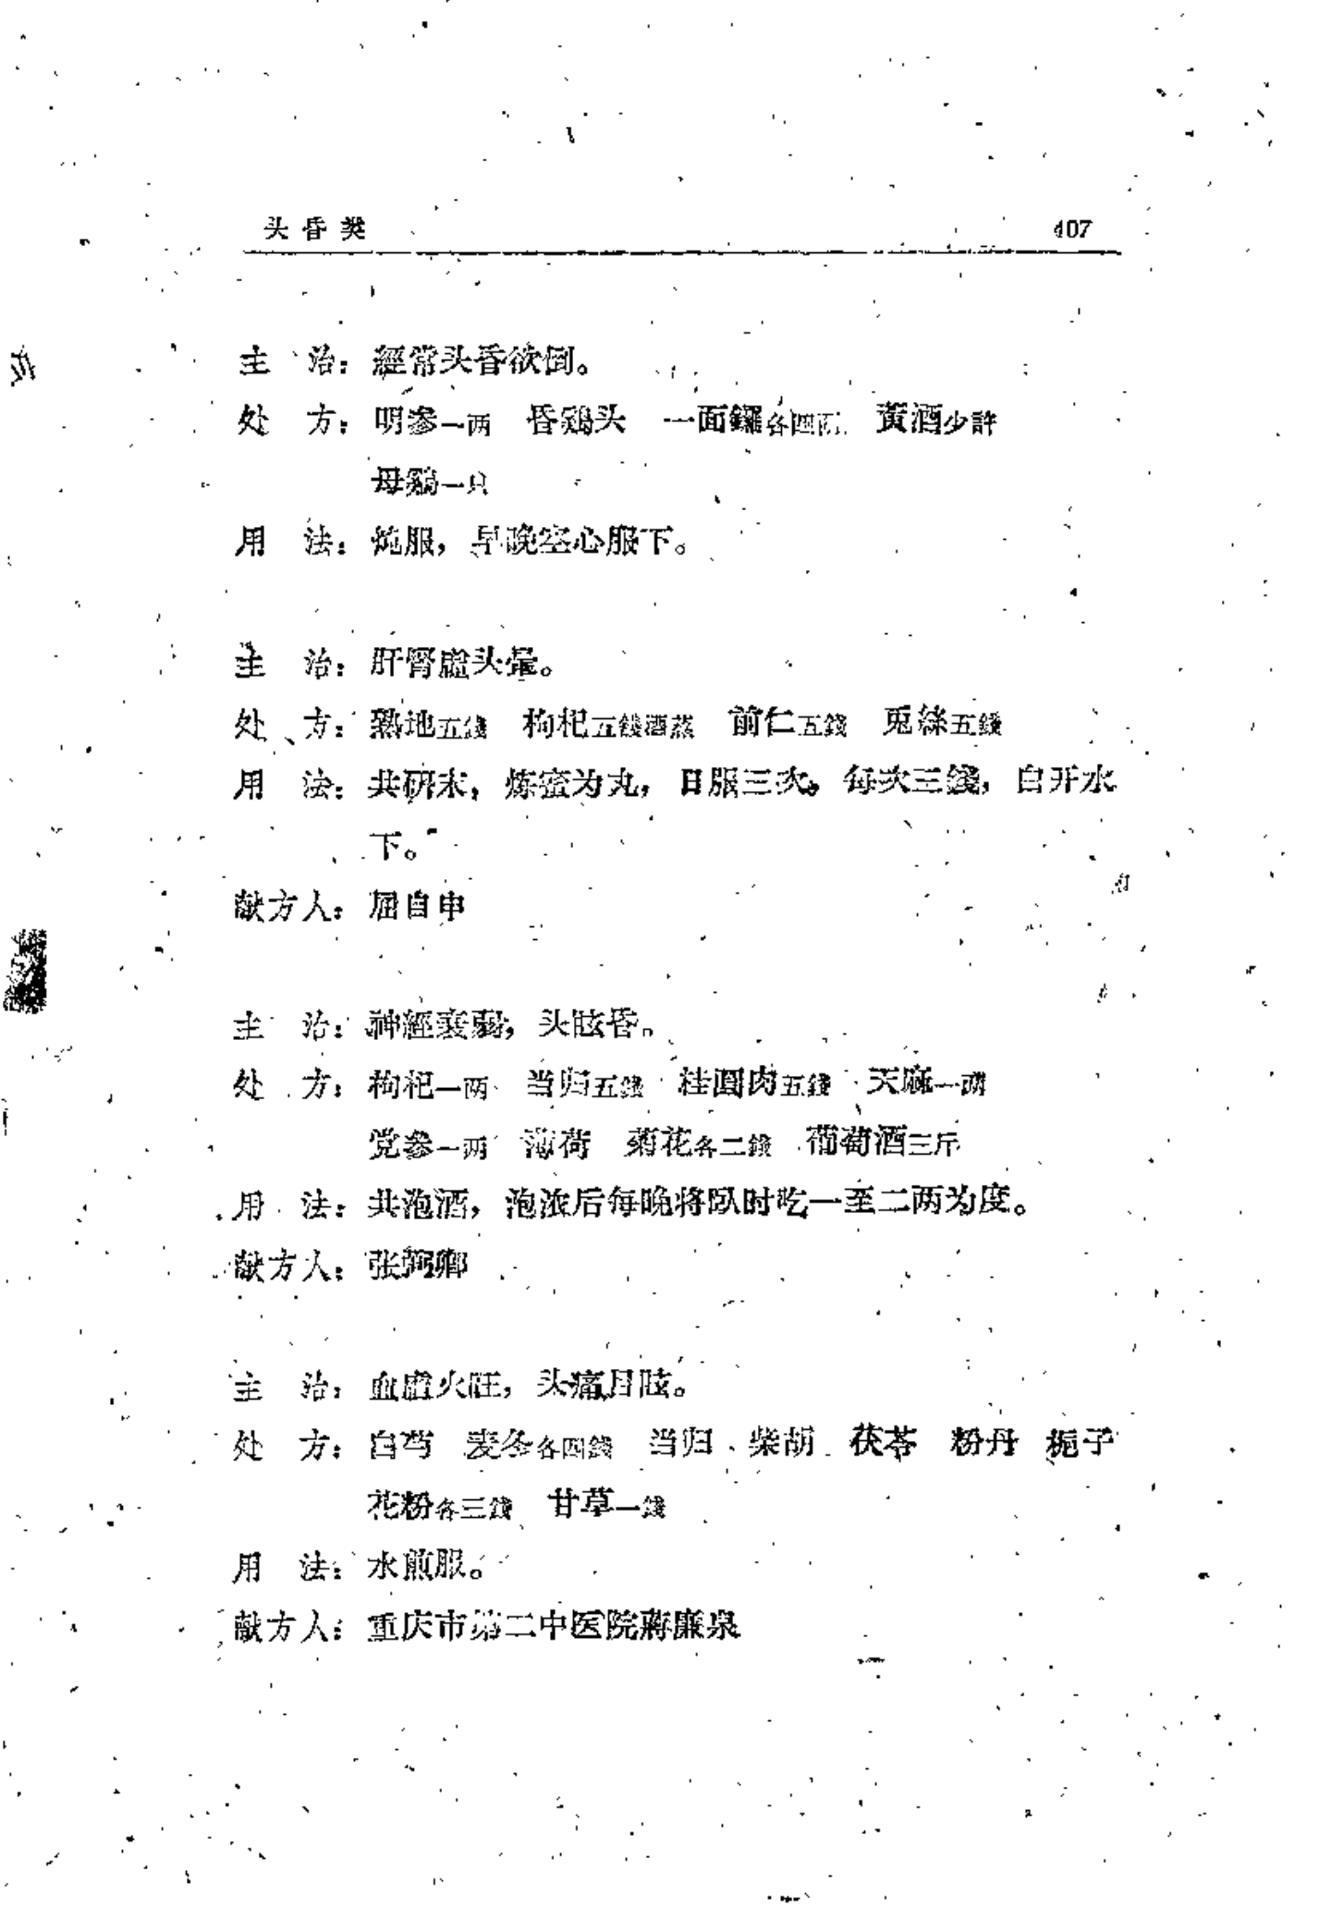 头昏类 407
主 治：經常头昏欲倒。
处 方：明参一两 昏鷄头 一面鑼各四两 黄酒少許
母鷄一只
用 法：炖服，早晚空心服下。
主 治：肝腎虛头暈。
处 方：熟地五錢 枸杞五錢酒蒸 前仁五錢 兎絲五錢
用 法：共研末，炼蜜为丸，日服三次。每次三錢，白开水
下。
献方人：屈自申
主 治：神經衰弱，头眩昏。
处 方：枸杞一两 当归五錢 桂圓肉五錢 天麻一两
党参一两 薄荷 菊花各二錢 葡萄酒三斤
用 法：共泡酒，泡浓后每晚将臥时吃一至二两为度。
献方人：张弼卿
主 治：血虛火旺，头痛目眩。
处 方：白芍 麦冬各四錢 当归 柴胡 茯苓 粉丹 梔子
花粉各三錢 甘草一錢
用 法：水煎服。
献方人：重庆市第二中医院蔣廉泉